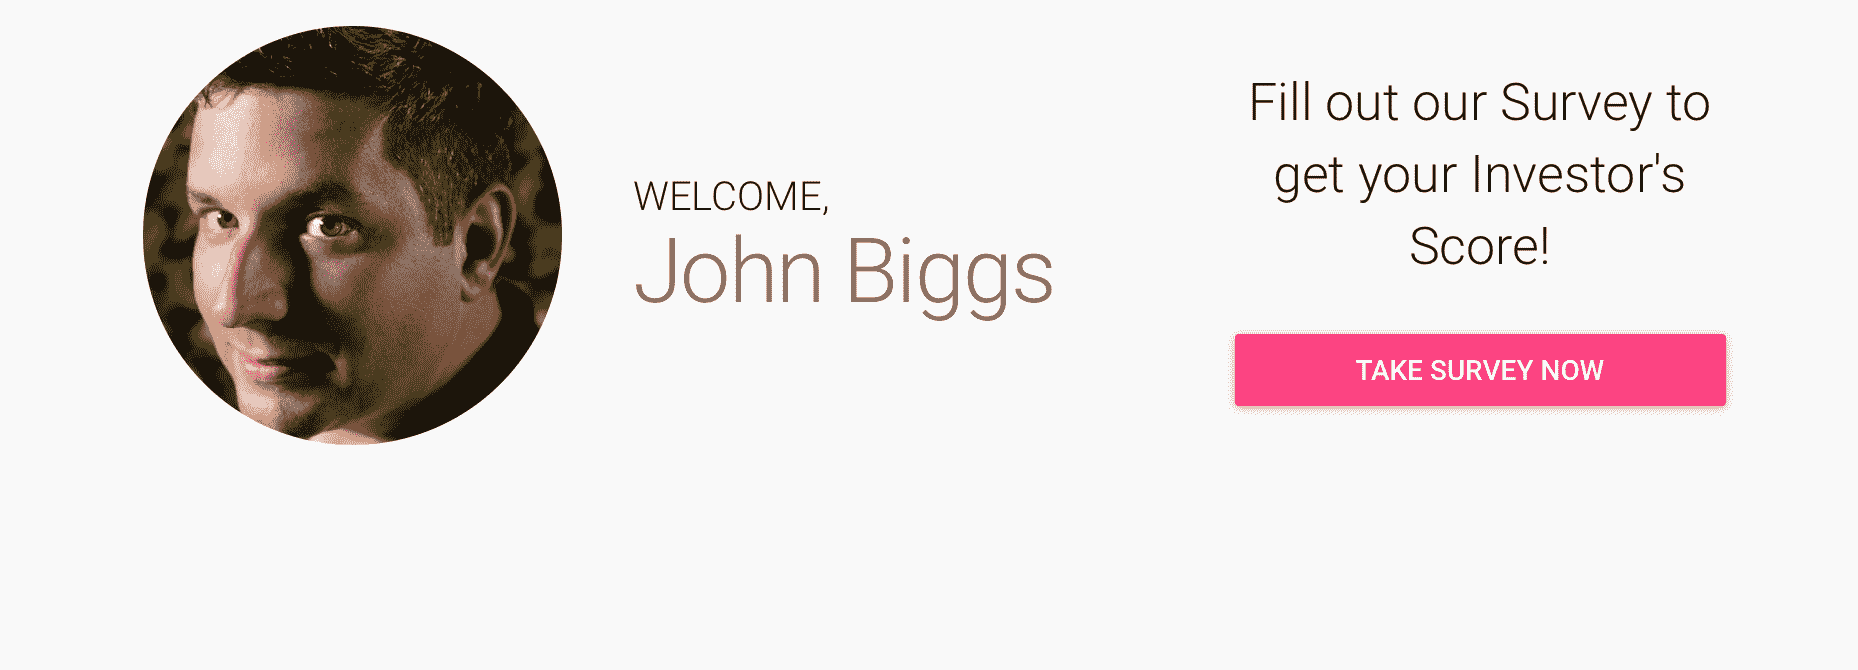 WELCOME,
John Biggs
Fill out our Survey to
get your Investor's
Score!
TAKE SURVEY NOW